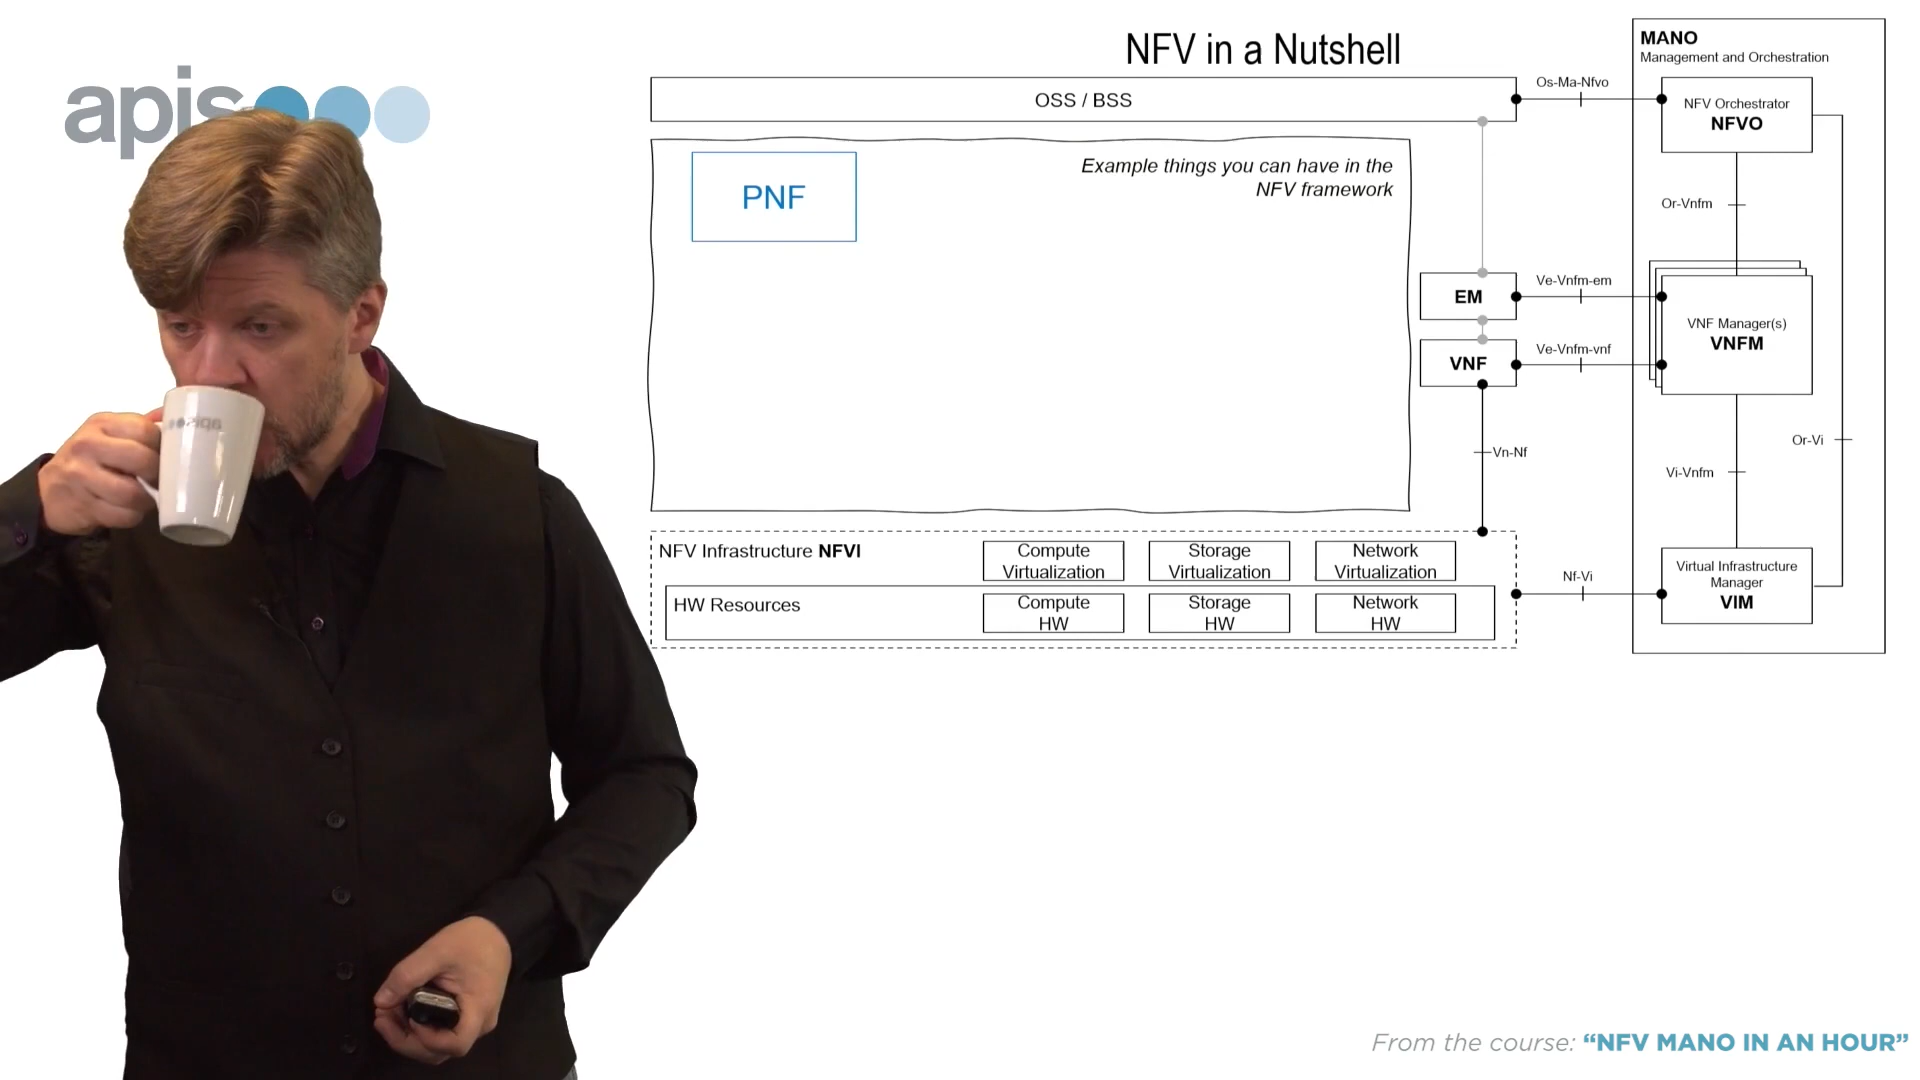 apis
NFV in a Nutshell
OSS / BSS
Os-Ma-Nfvo
MANO
Management and Orchestration
NFV Orchestrator
NFVO
PNF
Example things you can have in the
NFV framework
Or-Vnfm
EM
Ve-Vnfm-em
VNF Manager(s)
VNFM
VNF
Ve-Vnfm-vnf
Vn-Nf
Or-Vi
Vi-Vnfm
NFV Infrastructure NFVI
Compute
Virtualization
Storage
Virtualization
Network
Virtualization
HW Resources
Compute
HW
Storage
HW
Network
HW
Nf-Vi
Virtual Infrastructure
Manager
VIM
apis
From the course: “NFV MANO IN AN HOUR”